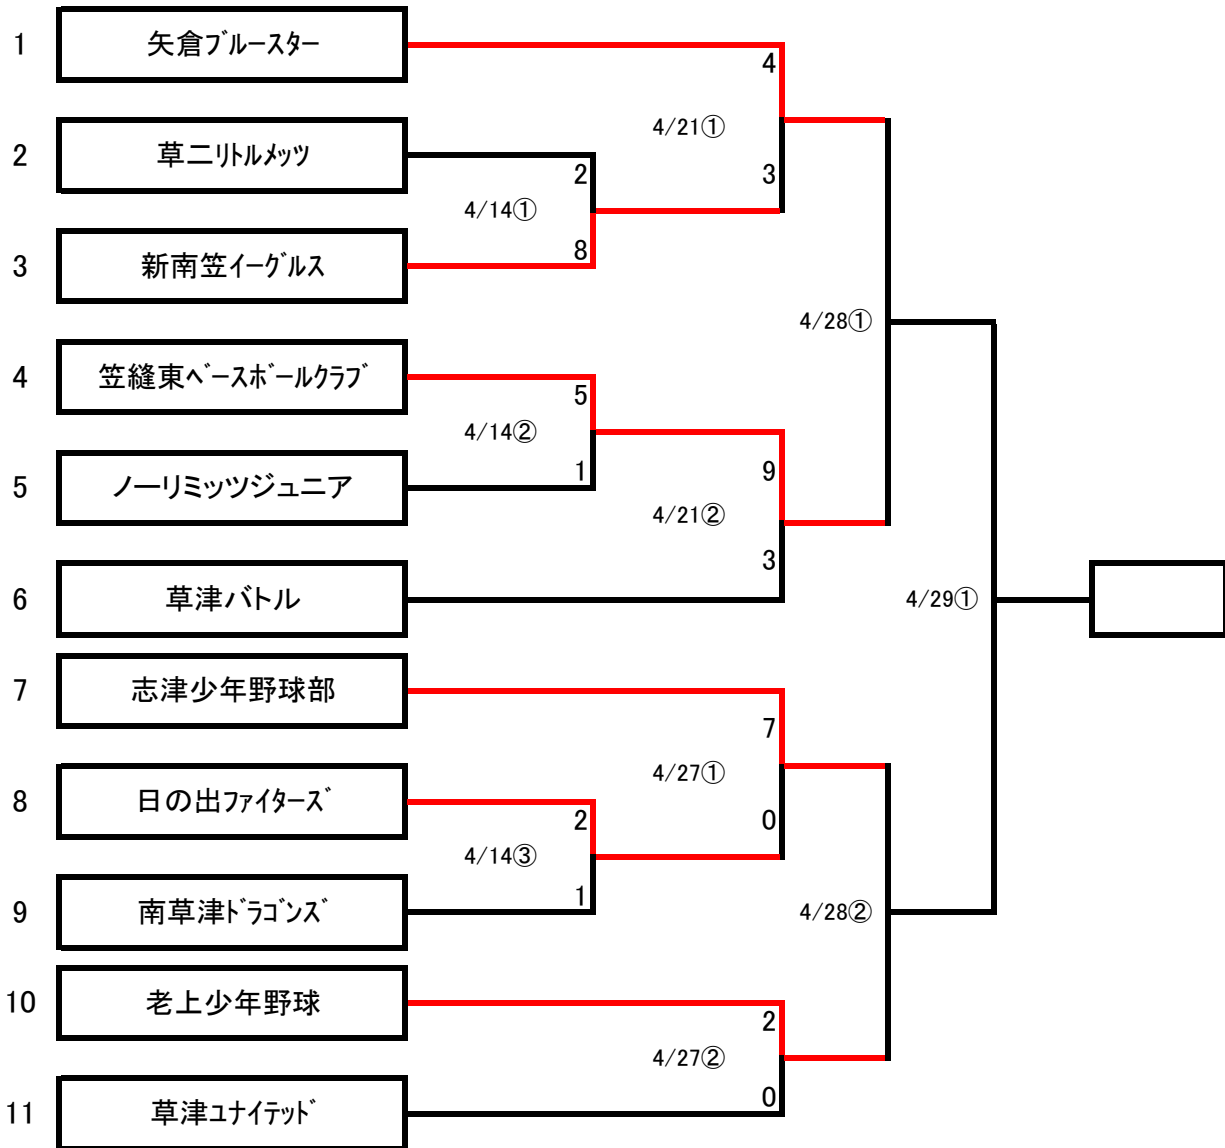 1 矢倉ﾌﾞﾙｰｽﾀｰ
4
4/21①
2 草二ﾘﾄﾙﾒｯﾂ
2
3
4/14①
8
3 新南笠ｲｰｸﾞﾙｽ
4/28①
4 笠縫東ﾍﾞｰｽﾎﾞｰﾙｸﾗﾌﾞ
5
4/14②
1
9
5 ノーリミッツジュニア
4/21②
3
6 草津バトル
4/29①
7 志津少年野球部
7
4/27①
8 日の出ﾌｧｲﾀｰｽﾞ
2
0
4/14③
1
9 南草津ﾄﾞﾗｺﾞﾝｽﾞ
4/28②
10 老上少年野球
2
4/27②
0
11 草津ﾕﾅｲﾃｯﾄﾞ